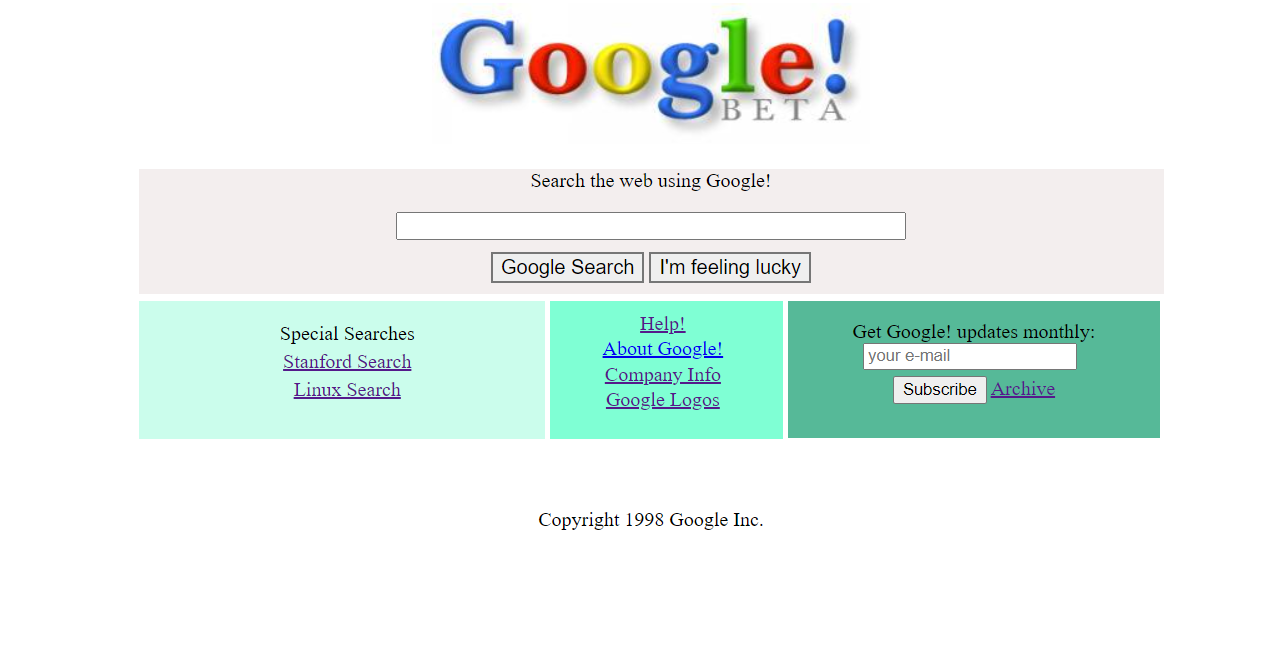 Google!
BETA
Search the web using Google!
Google Search I'm feeling lucky
Special Searches
Stanford Search
Linux Search
Help!
About Google!
Company Info
Google Logos
Get Google! updates monthly:
your e-mail
Subscribe Archive
Copyright 1998 Google Inc.